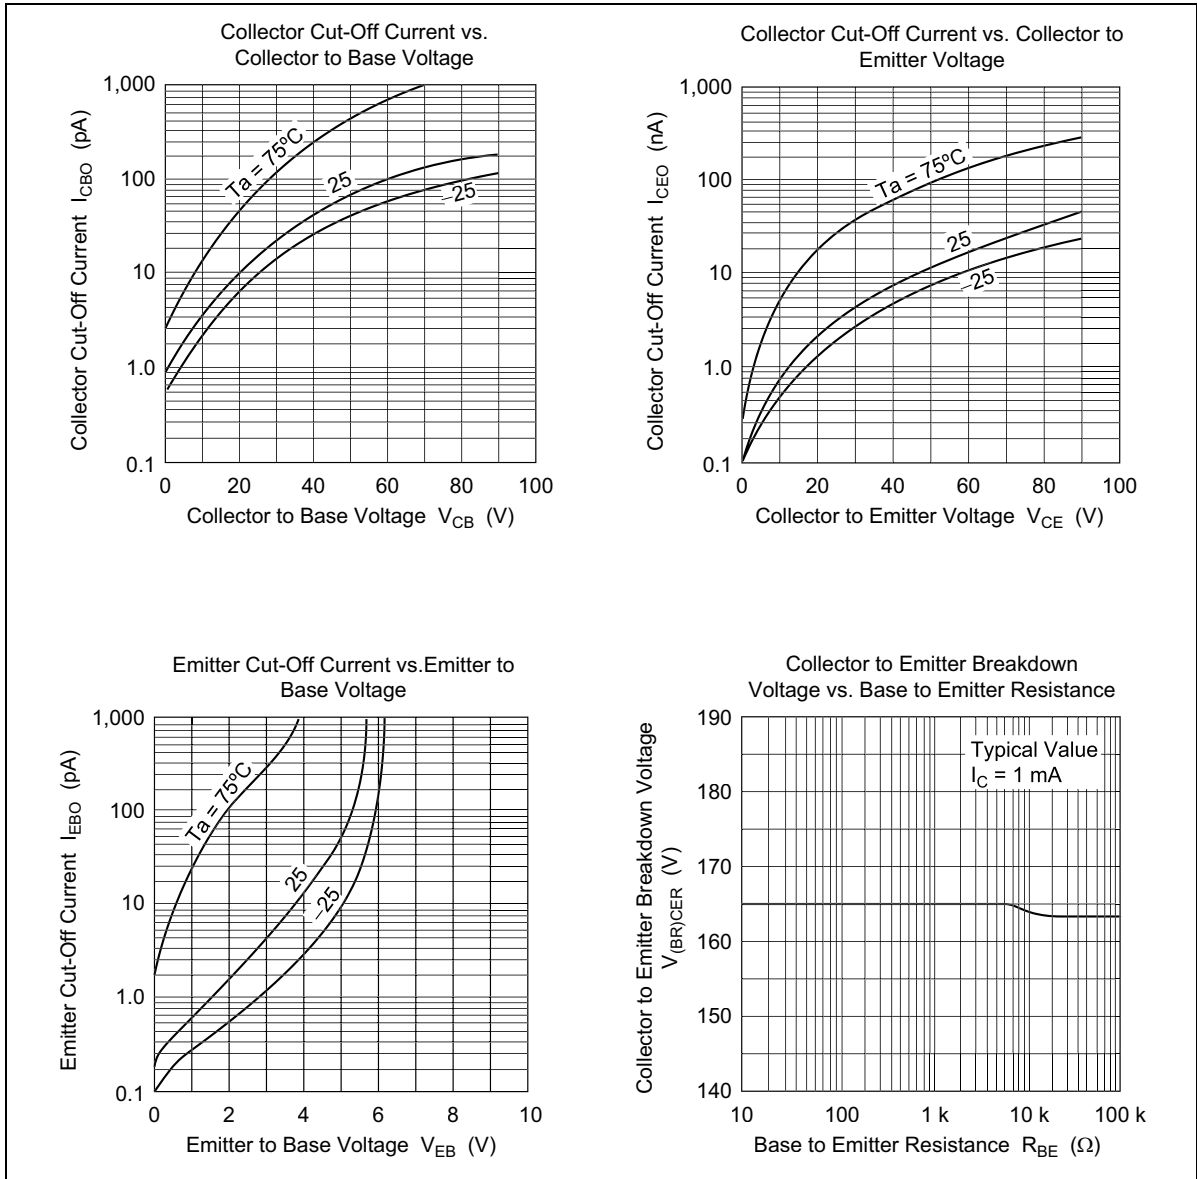 Collector Cut-Off Current vs.
Collector to Base Voltage
1,000
100
10
1.0
0.1
Collector Cut-Off Current I_CBO (pA)
Ta = 75ºC
25
–25
0 20 40 60 80 100
Collector to Base Voltage V_CB (V)
Collector Cut-Off Current vs. Collector to
Emitter Voltage
1,000
100
10
1.0
0.1
Collector Cut-Off Current I_CEO (nA)
Ta = 75ºC
25
–25
0 20 40 60 80 100
Collector to Emitter Voltage V_CE (V)
Emitter Cut-Off Current vs.Emitter to
Base Voltage
1,000
100
10
1.0
0.1
Emitter Cut-Off Current I_EBO (pA)
Ta = 75ºC
25
–25
0 2 4 6 8 10
Emitter to Base Voltage V_EB (V)
Collector to Emitter Breakdown
Voltage vs. Base to Emitter Resistance
190
180
170
160
150
140
Collector to Emitter Breakdown Voltage
V_(BR)CER (V)
Typical Value
I_C = 1 mA
10 100 1 k 10 k 100 k
Base to Emitter Resistance R_BE (Ω)